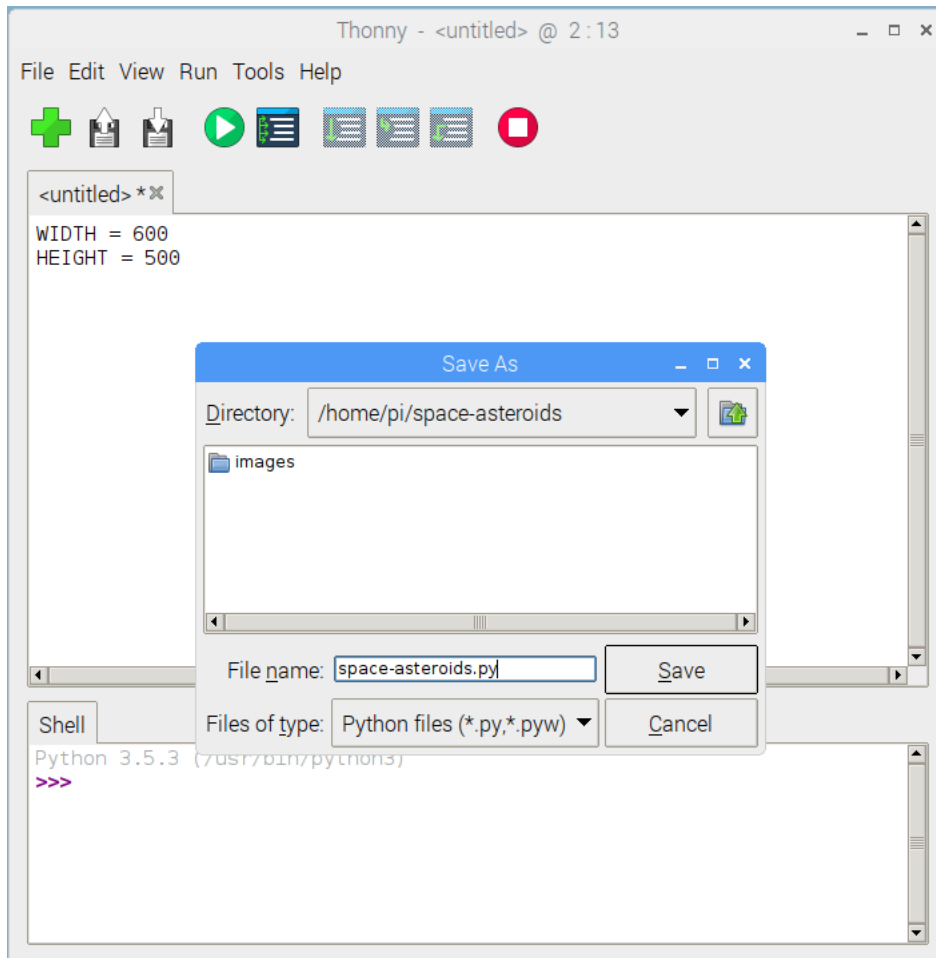 Thonny - <untitled> @ 2:13
File Edit View Run Tools Help
<untitled> *
WIDTH = 600
HEIGHT = 500
Save As
Directory: /home/pi/space-asteroids
images
File name: space-asteroids.py Save
Files of type: Python files (*.py,*.pyw) Cancel
Shell
Python 3.5.3 (/usr/bin/python3)
>>>